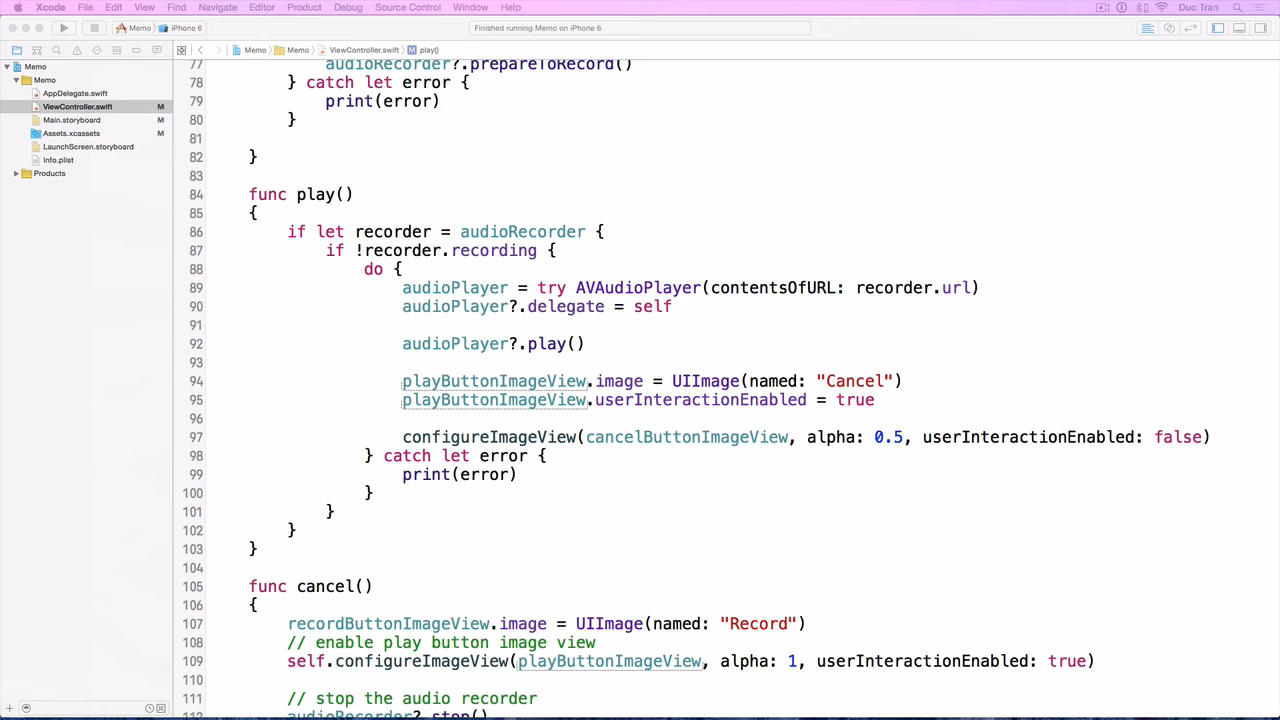 Xcode File Edit View Find Navigate Editor Product Debug Source Control Window Help Duc Tran
Memo iPhone 6 Finished running Memo on iPhone 6
Memo Memo ViewController.swift M play()
Memo
Memo
AppDelegate.swift
ViewController.swift M
Main.storyboard M
Assets.xcassets M
LaunchScreen.storyboard
Info.plist
Products
77 audioRecorder?.prepareToRecord()
78 } catch let error {
79 print(error)
80 }
81
82 }
83
84 func play()
85 {
86 if let recorder = audioRecorder {
87 if !recorder.recording {
88 do {
89 audioPlayer = try AVAudioPlayer(contentsOfURL: recorder.url)
90 audioPlayer?.delegate = self
91
92 audioPlayer?.play()
93
94 playButtonImageView.image = UIImage(named: "Cancel")
95 playButtonImageView.userInteractionEnabled = true
96
97 configureImageView(cancelButtonImageView, alpha: 0.5, userInteractionEnabled: false)
98 } catch let error {
99 print(error)
100 }
101 }
102 }
103 }
104
105 func cancel()
106 {
107 recordButtonImageView.image = UIImage(named: "Record")
108 // enable play button image view
109 self.configureImageView(playButtonImageView, alpha: 1, userInteractionEnabled: true)
110
111 // stop the audio recorder
112 audioRecorder?.stop()